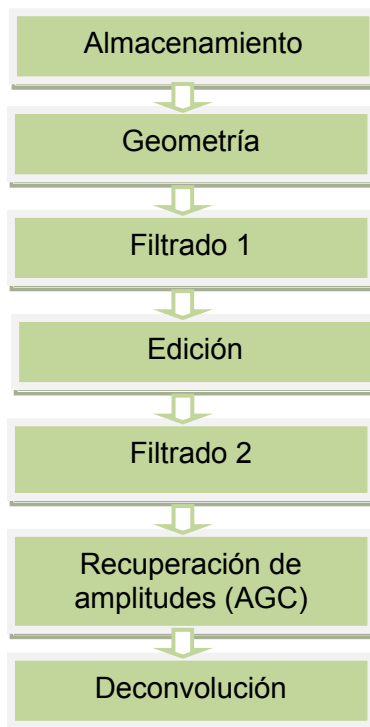 Almacenamiento
Geometría
Filtrado 1
Edición
Filtrado 2
Recuperación de
amplitudes (AGC)
Deconvolución